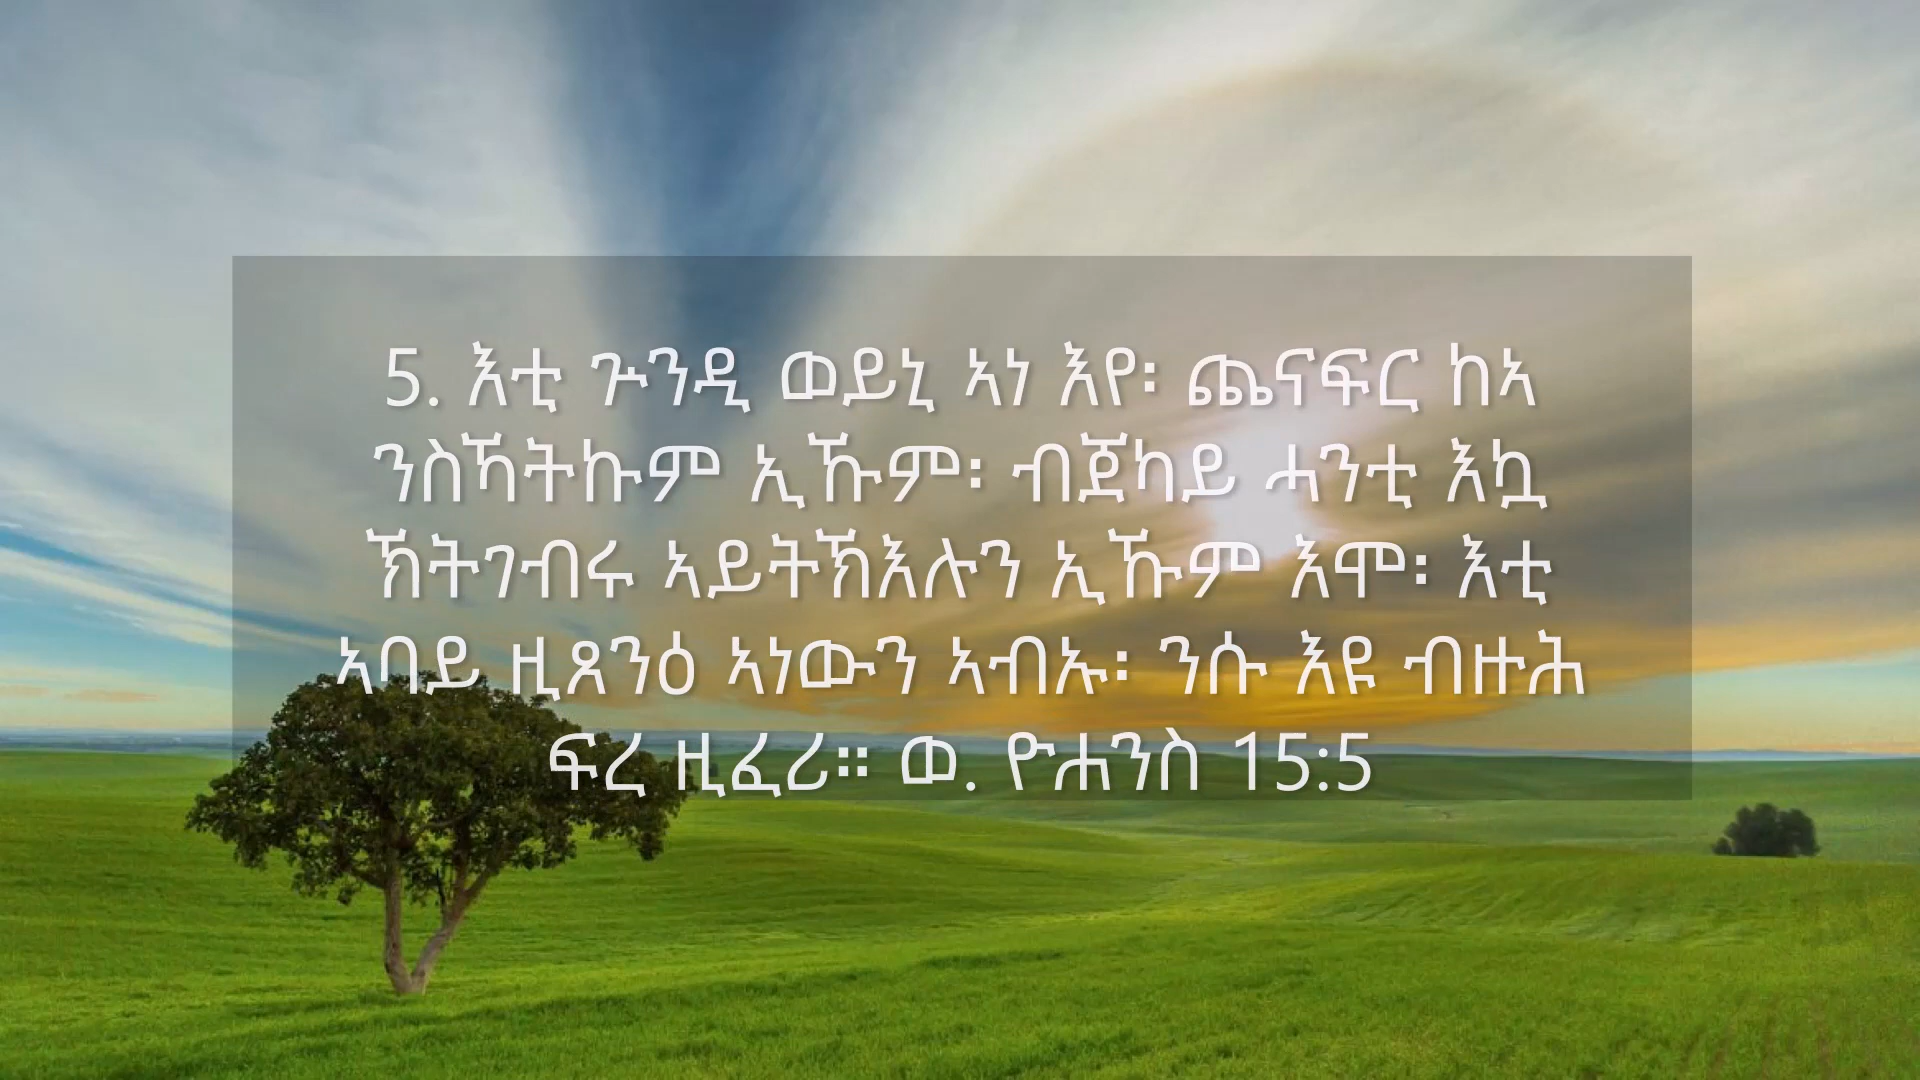 5. እቲ ጕንዲ ወይኒ ኣነ እየ፡ ጨናፍር ከኣ
ንስኻትኩም ኢኹም፡ ብጀካይ ሓንቲ እኳ
ኽትገብሩ ኣይትኽእሉን ኢኹም እሞ፡ እቲ
ኣባይ ዚጸንዕ ኣነውን ኣብኡ፡ ንሱ እዩ ብዙሕ
ፍረ ዚፈሪ። ወ. ዮሐንስ 15:5